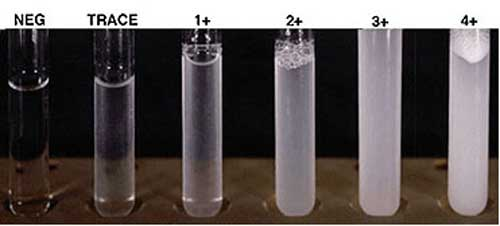 NEG TRACE 1+ 2+ 3+ 4+